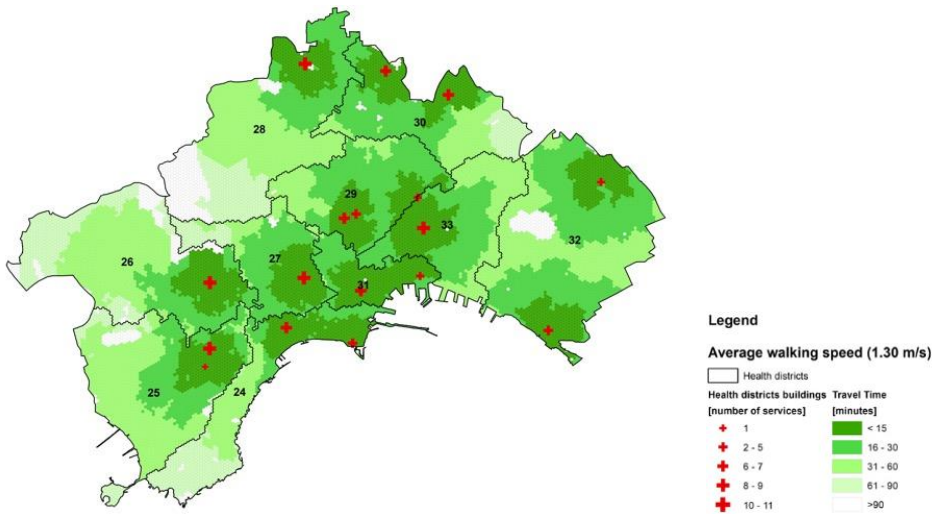 28
30
29
33
32
26
27
31
25
24
Legend
Average walking speed (1.30 m/s)
Health districts
Health districts buildings Travel Time
[number of services] [minutes]
1 < 15
2 - 5 16 - 30
6 - 7 31 - 60
8 - 9 61 - 90
10 - 11 >90